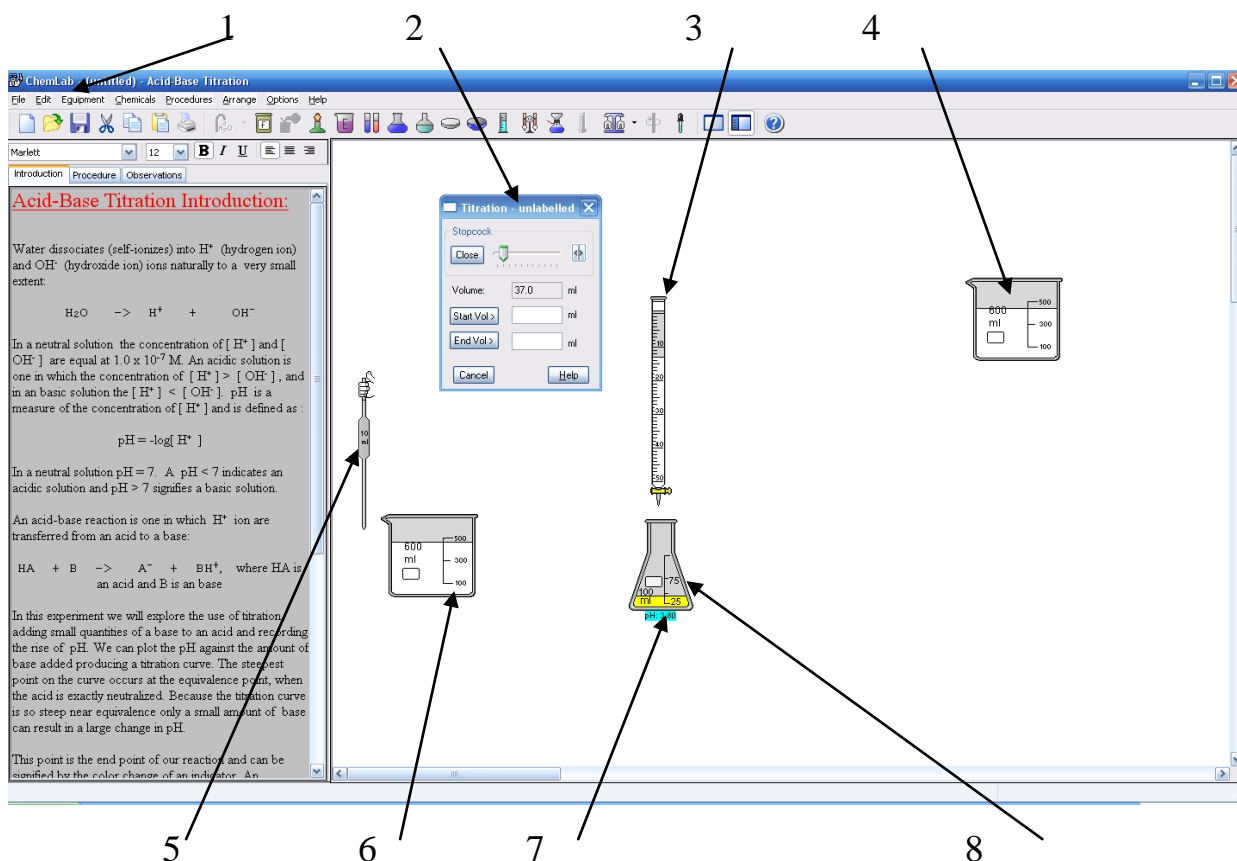 1 2 3 4
ChemLab - (untitled) - Acid-Base Titration
File Edit Equipment Chemicals Procedures Arrange Options Help
Marlett 12 B I U
Introduction Procedure Observations
Acid-Base Titration Introduction:
Water dissociates (self-ionizes) into H⁺ (hydrogen ion)
and OH⁻ (hydroxide ion) ions naturally to a very small
extent:
H₂O -> H⁺ + OH⁻
In a neutral solution the concentration of [ H⁺ ] and [
OH⁻ ] are equal at 1.0 x 10⁻⁷ M. An acidic solution is
one in which the concentration of [ H⁺ ] > [ OH⁻ ], and
in an basic solution the [ H⁺ ] < [ OH⁻ ]. pH is a
measure of the concentration of [ H⁺ ] and is defined as :
pH = -log[ H⁺ ]
In a neutral solution pH = 7. A pH < 7 indicates an
acidic solution and pH > 7 signifies a basic solution.
An acid-base reaction is one in which H⁺ ion are
transferred from an acid to a base:
HA + B -> A⁻ + BH⁺, where HA is
an acid and B is an base
In this experiment we will explore the use of titration,
adding small quantities of a base to an acid and recording
the rise of pH. We can plot the pH against the amount of
base added producing a titration curve. The steepest
point on the curve occurs at the equivalence point, when
the acid is exactly neutralized. Because the titration curve
is so steep near equivalence only a small amount of base
can result in a large change in pH.
This point is the end point of our reaction and can be
signified by the color change of an indicator. An
Titration - unlabelled
Stopcock
Close
Volume: 37.0 ml
Start Vol > ml
End Vol > ml
Cancel Help
10
20
30
40
50
600
ml
500
300
100
10
ml
600
ml
500
300
100
100
ml
75
25
pH:
5 6 7 8